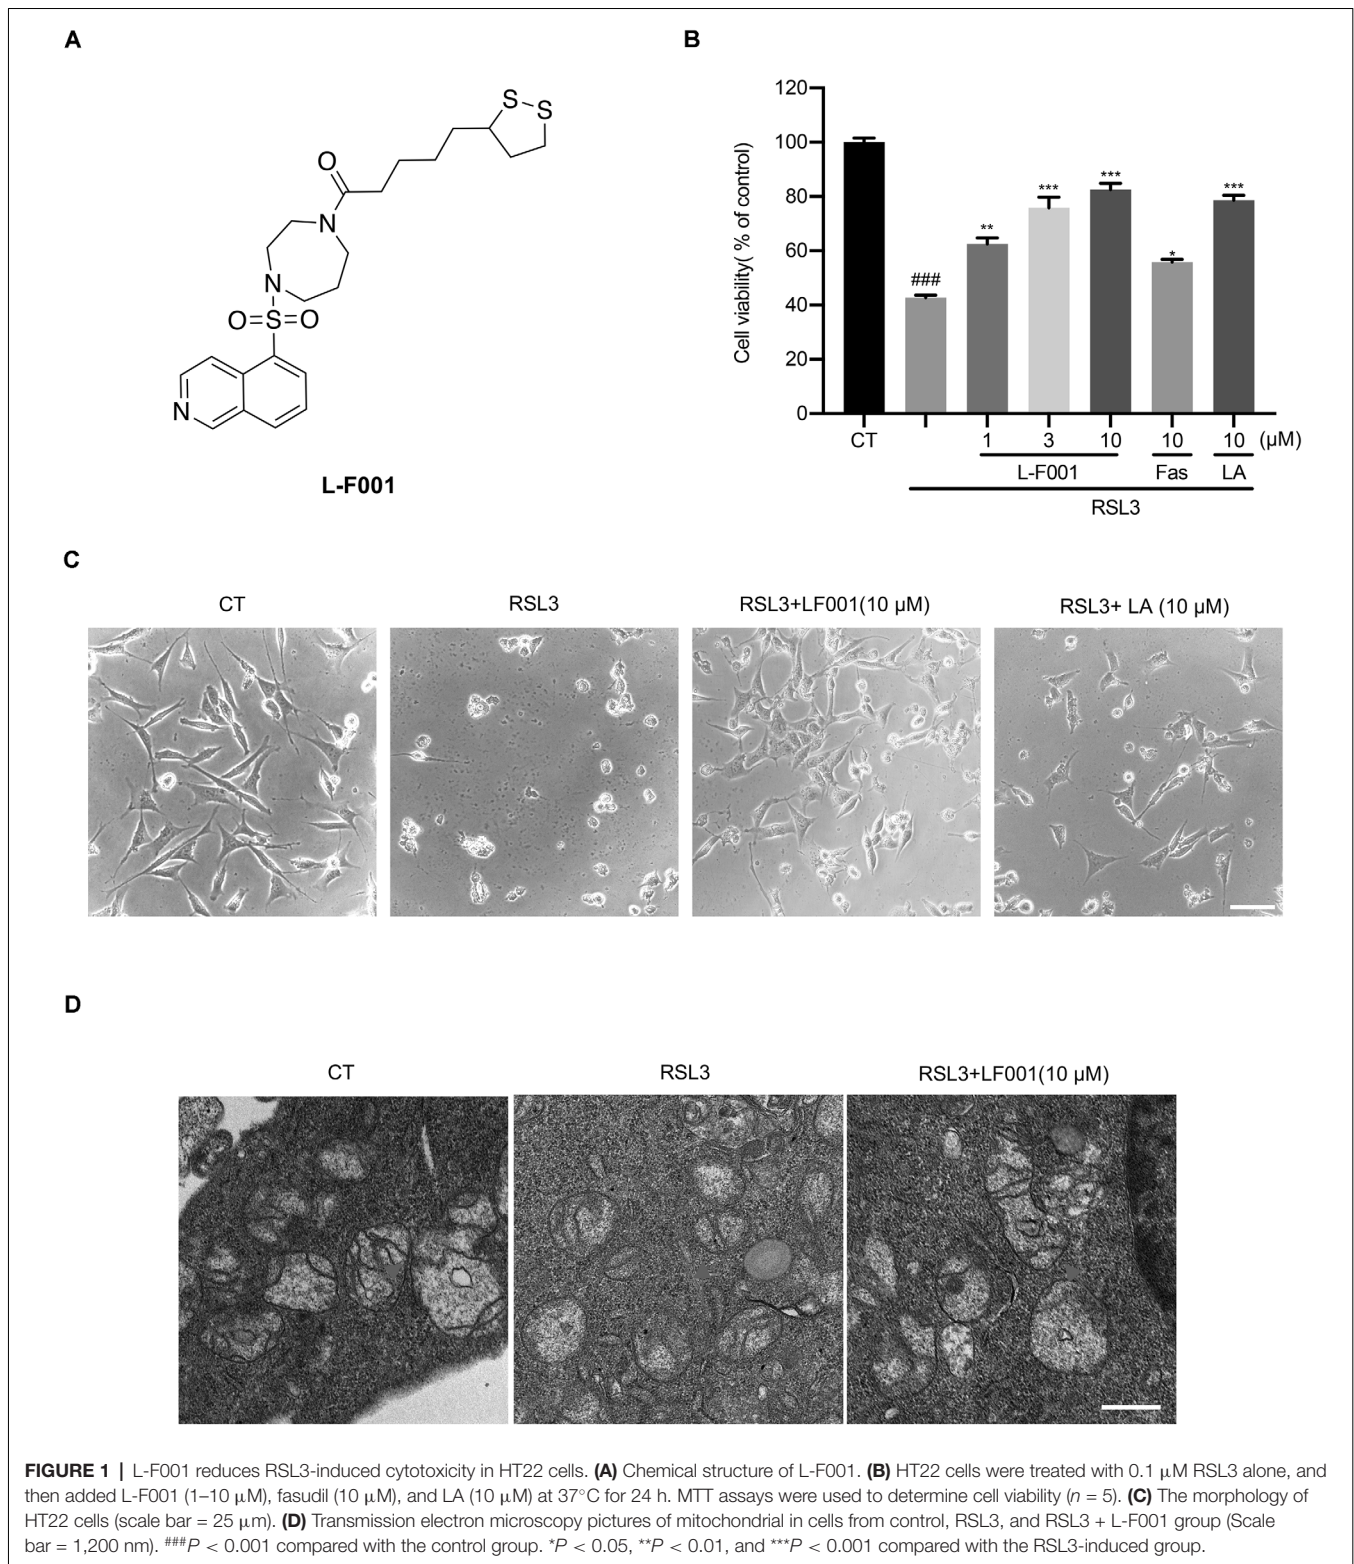 A
S
S
O
N
N
O=S=O
N
L-F001
B
Cell viability( % of control)
120
100
80
60
40
20
0
###
**
***
***
*
***
CT
1
3
10
10
10
(μM)
L-F001
Fas
LA
RSL3
C
CT
RSL3
RSL3+LF001(10 μM)
RSL3+ LA (10 μM)
D
CT
RSL3
RSL3+LF001(10 μM)
FIGURE 1 | L-F001 reduces RSL3-induced cytotoxicity in HT22 cells. (A) Chemical structure of L-F001. (B) HT22 cells were treated with 0.1 μM RSL3 alone, and
then added L-F001 (1–10 μM), fasudil (10 μM), and LA (10 μM) at 37°C for 24 h. MTT assays were used to determine cell viability (n = 5). (C) The morphology of
HT22 cells (scale bar = 25 μm). (D) Transmission electron microscopy pictures of mitochondrial in cells from control, RSL3, and RSL3 + L-F001 group (Scale
bar = 1,200 nm). ###P < 0.001 compared with the control group. *P < 0.05, **P < 0.01, and ***P < 0.001 compared with the RSL3-induced group.